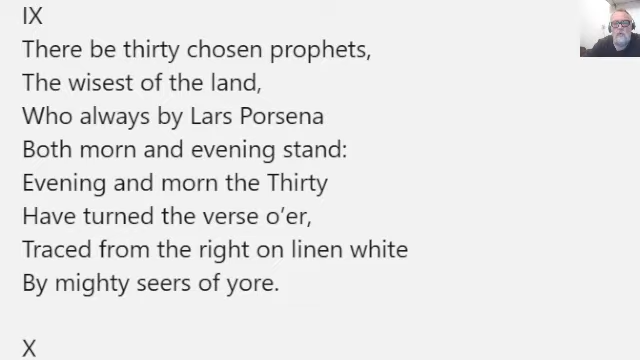 IX
There be thirty chosen prophets,
The wisest of the land,
Who always by Lars Porsena
Both morn and evening stand:
Evening and morn the Thirty
Have turned the verse o’er,
Traced from the right on linen white
By mighty seers of yore.
X